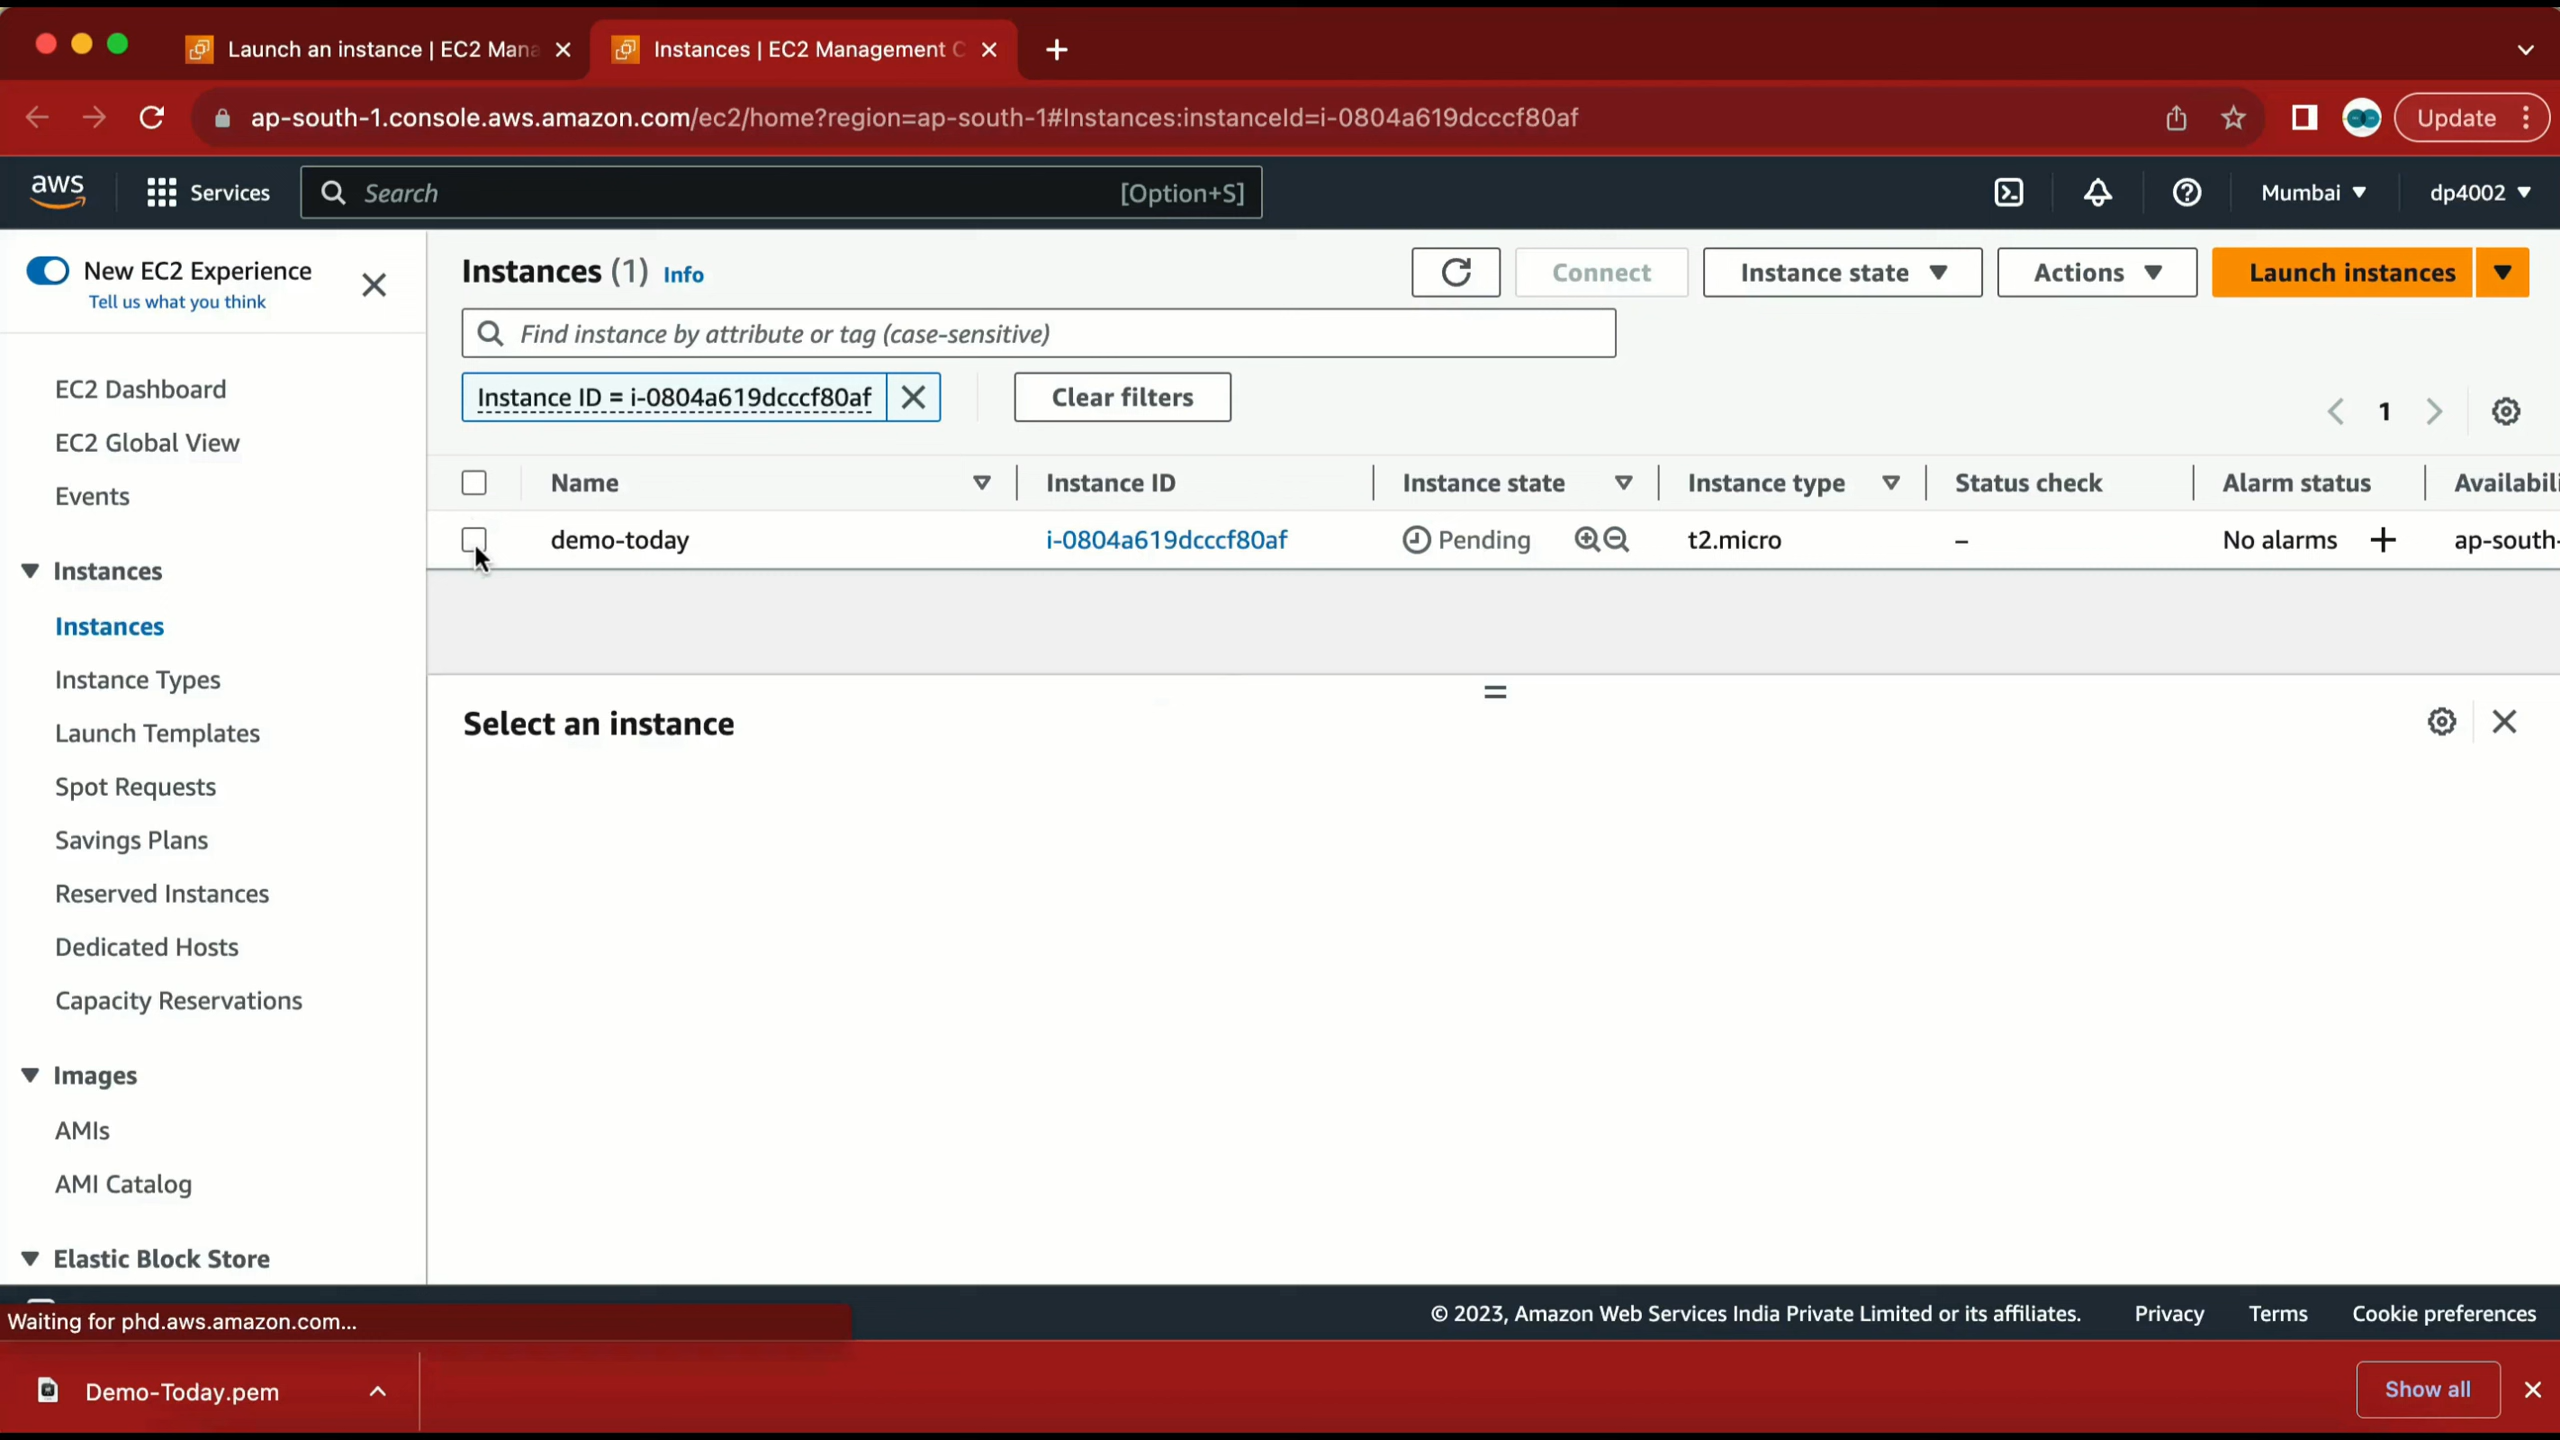 Launch an instance | EC2 Mana
Instances | EC2 Management C
ap-south-1.console.aws.amazon.com/ec2/home?region=ap-south-1#Instances:instanceId=i-0804a619dcccf80af
Update
aws
Services
Search
[Option+S]
Mumbai
dp4002
New EC2 Experience
Tell us what you think
EC2 Dashboard
EC2 Global View
Events
Instances
Instances
Instance Types
Launch Templates
Spot Requests
Savings Plans
Reserved Instances
Dedicated Hosts
Capacity Reservations
Images
AMIs
AMI Catalog
Elastic Block Store
Instances (1) Info
Connect
Instance state
Actions
Launch instances
Find instance by attribute or tag (case-sensitive)
Instance ID = i-0804a619dcccf80af
Clear filters
1
Name Instance ID Instance state Instance type Status check Alarm status Availabili
demo-today i-0804a619dcccf80af Pending t2.micro – No alarms + ap-south-
Select an instance
Waiting for phd.aws.amazon.com...
© 2023, Amazon Web Services India Private Limited or its affiliates.
Privacy
Terms
Cookie preferences
Demo-Today.pem
Show all